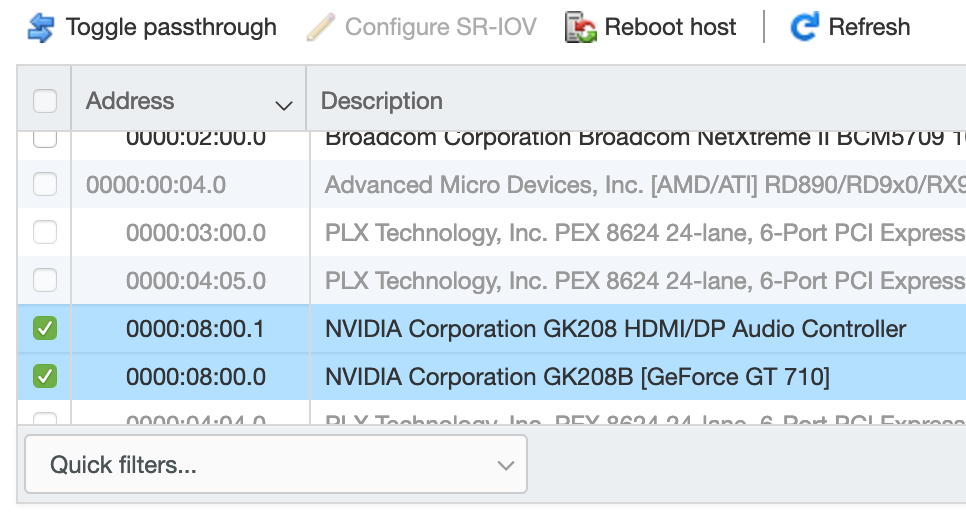 Toggle passthrough Configure SR-IOV Reboot host Refresh
Address Description
0000:02:00.0 Broadcom Corporation Broadcom NetXtreme II BCM5709
0000:00:04.0 Advanced Micro Devices, Inc. [AMD/ATI] RD890/RD9x0/RX9
0000:03:00.0 PLX Technology, Inc. PEX 8624 24-lane, 6-Port PCI Express
0000:04:05.0 PLX Technology, Inc. PEX 8624 24-lane, 6-Port PCI Express
0000:08:00.1 NVIDIA Corporation GK208 HDMI/DP Audio Controller
0000:08:00.0 NVIDIA Corporation GK208B [GeForce GT 710]
0000:04:04.0 PLX Technology, Inc. PEX 8624 24-lane, 6-Port PCI Express
Quick filters...